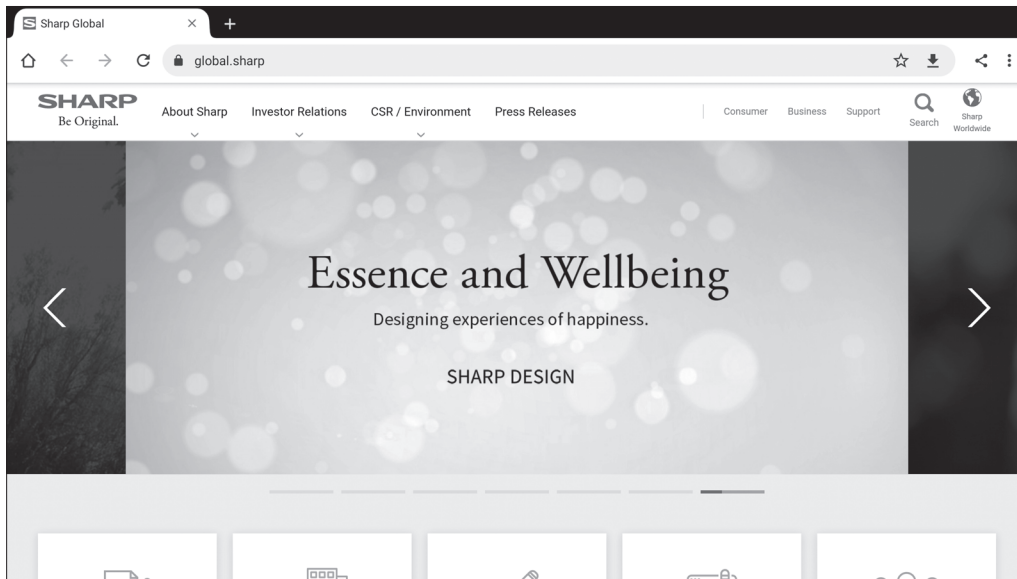 Sharp Global
global.sharp
SHARP
Be Original.
About Sharp
Investor Relations
CSR / Environment
Press Releases
Consumer
Business
Support
Search
Sharp
Worldwide
Essence and Wellbeing
Designing experiences of happiness.
SHARP DESIGN